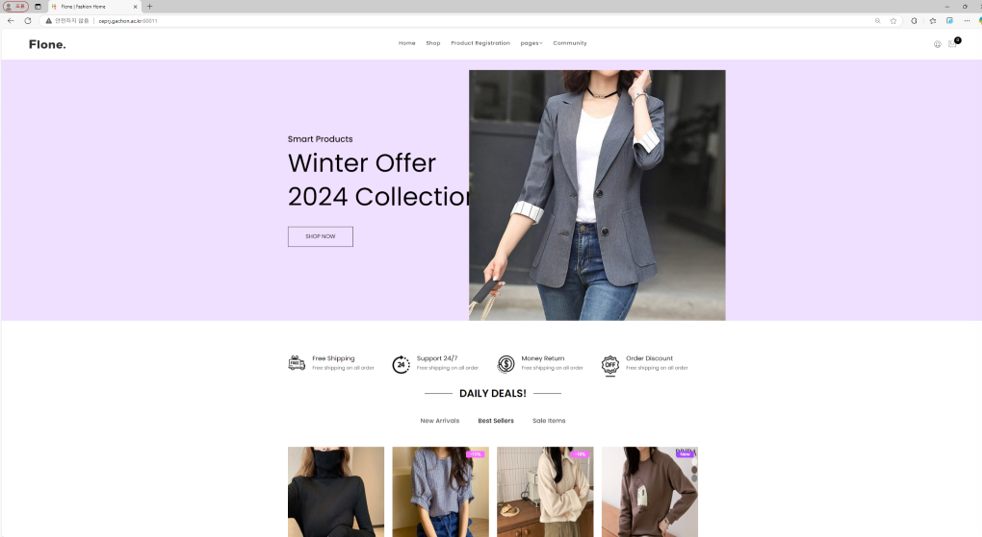 Flone | Fashion Home
안전하지 않음
ceprj.gachon.ac.kr:60011
Flone.
Home
Shop
Product Registration
pages
Community
Smart Products
Winter Offer
2024 Collection
SHOP NOW
Free Shipping
Free shipping on all order
Support 24/7
Free shipping on all order
Money Return
Free shipping on all order
Order Discount
Free shipping on all order
FREE
24
$
OFF
DAILY DEALS!
New Arrivals
Best Sellers
Sale Items
New